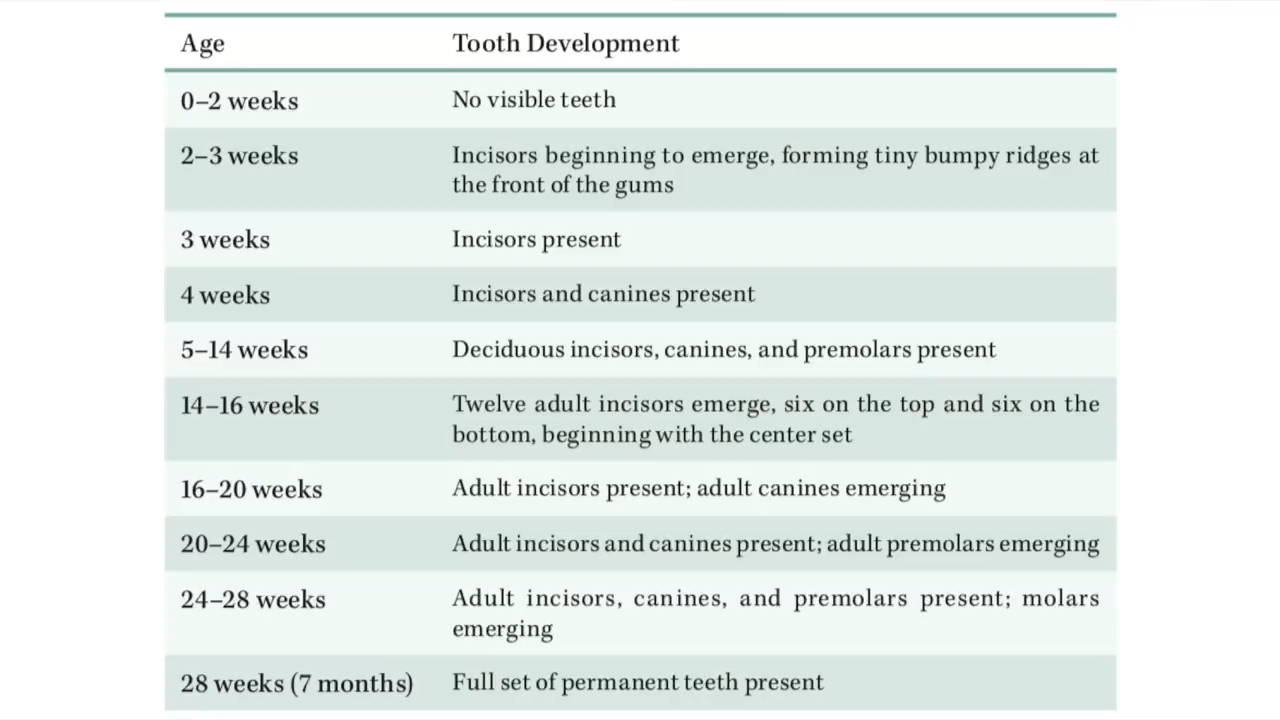 Age Tooth Development
0–2 weeks No visible teeth
2–3 weeks Incisors beginning to emerge, forming tiny bumpy ridges at
the front of the gums
3 weeks Incisors present
4 weeks Incisors and canines present
5–14 weeks Deciduous incisors, canines, and premolars present
14–16 weeks Twelve adult incisors emerge, six on the top and six on the
bottom, beginning with the center set
16–20 weeks Adult incisors present; adult canines emerging
20–24 weeks Adult incisors and canines present; adult premolars emerging
24–28 weeks Adult incisors, canines, and premolars present; molars
emerging
28 weeks (7 months) Full set of permanent teeth present